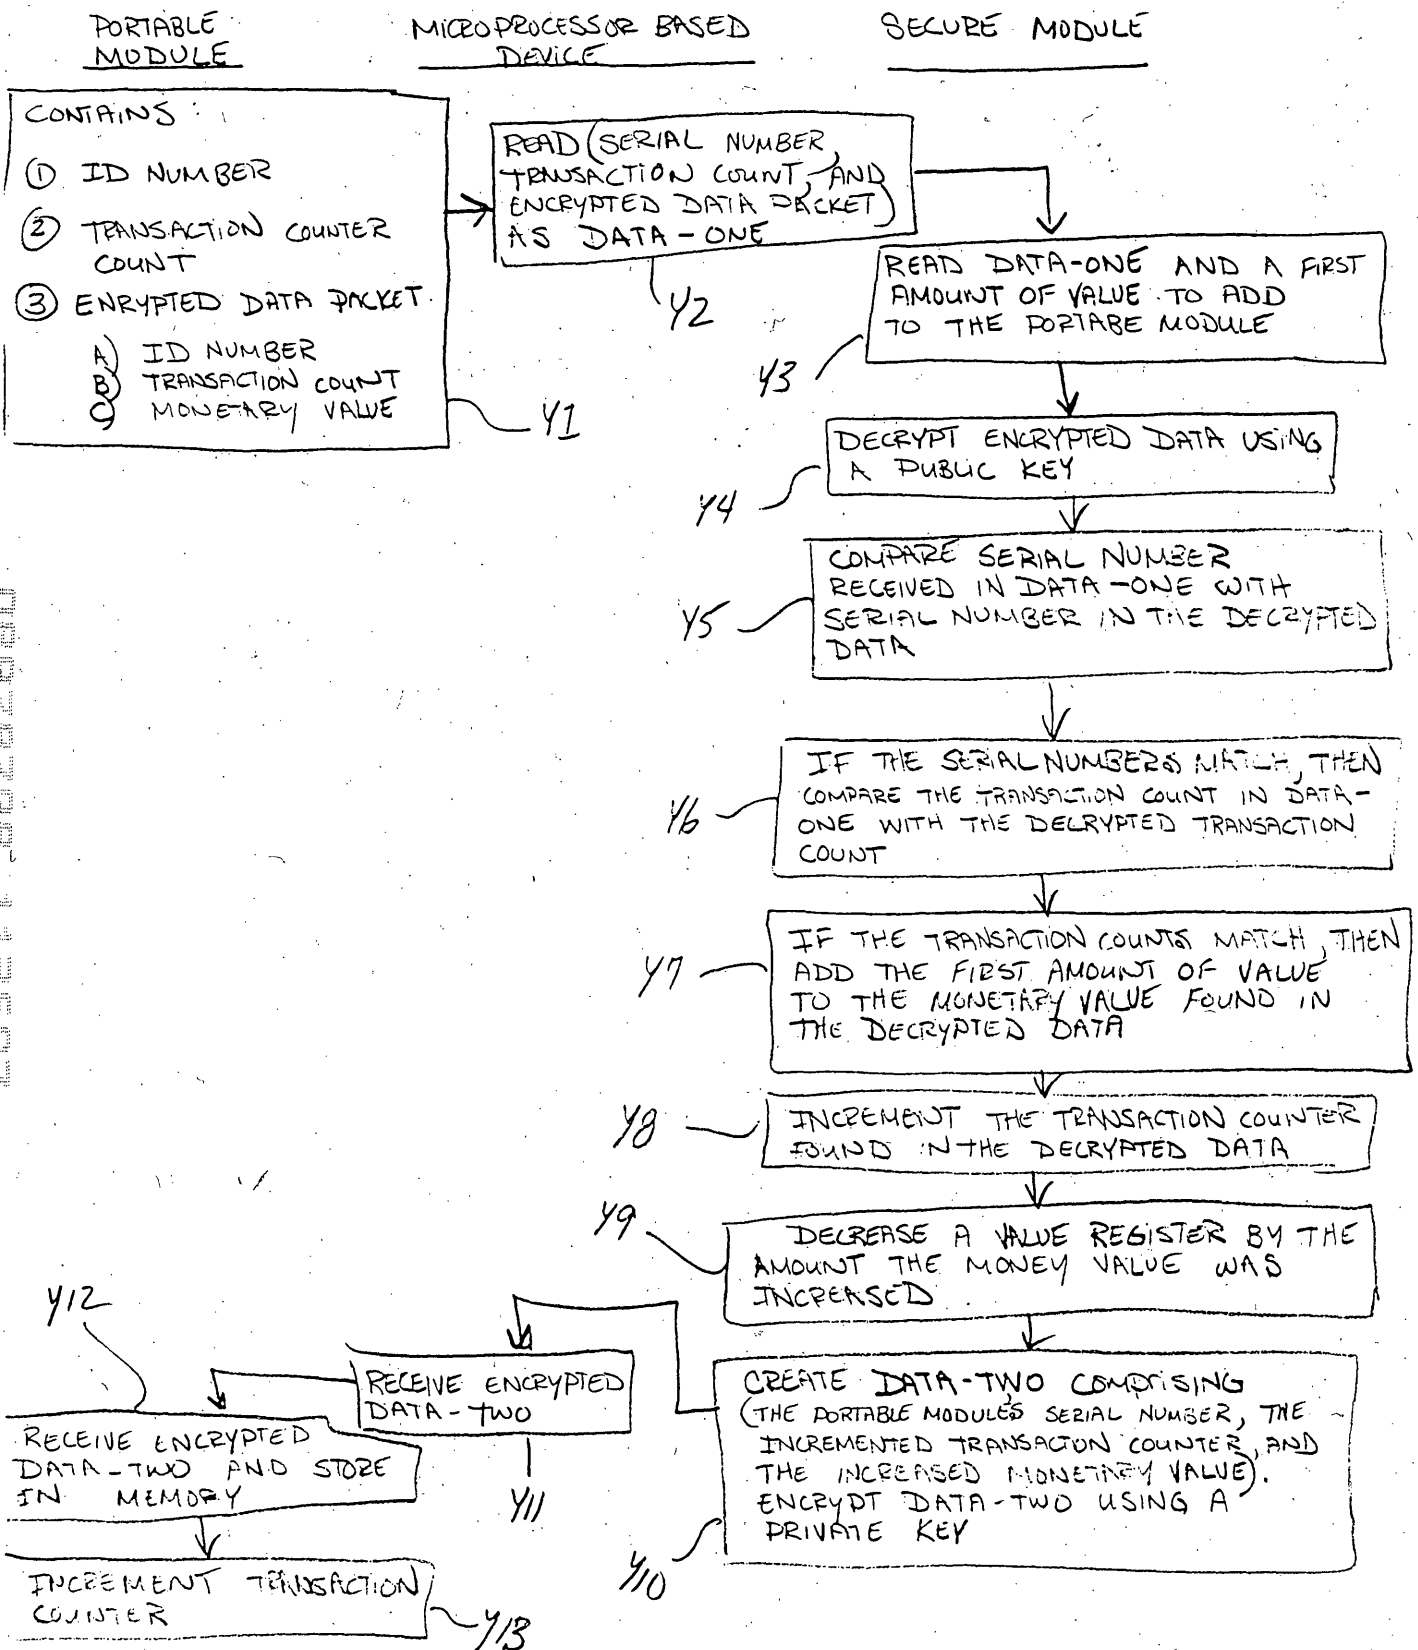 PORTABLE
MODULE
MICROPROCESSOR BASED
DEVICE
SECURE MODULE
CONTAINS:
① ID NUMBER
② TRANSACTION COUNTER
COUNT
③ ENRYPTED DATA PACKET
A) ID NUMBER
B) TRANSACTION COUNT
C) MONETARY VALUE
Y1
READ (SERIAL NUMBER,
TRANSACTION COUNT, AND
ENCRYPTED DATA PACKET)
AS DATA-ONE
Y2
READ DATA-ONE AND A FIRST
AMOUNT OF VALUE TO ADD
TO THE PORTABE MODULE
Y3
DECRYPT ENCRYPTED DATA USING
A PUBLIC KEY
Y4
COMPARE SERIAL NUMBER
RECEIVED IN DATA-ONE WITH
SERIAL NUMBER IN THE DECRYPTED
DATA
Y5
IF THE SERIAL NUMBERS MATCH, THEN
COMPARE THE TRANSACTION COUNT IN DATA-
ONE WITH THE DECRYPTED TRANSACTION
COUNT
Y6
IF THE TRANSACTION COUNTS MATCH, THEN
ADD THE FIRST AMOUNT OF VALUE
TO THE MONETARY VALUE FOUND IN
THE DECRYPTED DATA
Y7
INCREMENT THE TRANSACTION COUNTER
FOUND IN THE DECRYPTED DATA
Y8
DECREASE A VALUE REGISTER BY THE
AMOUNT THE MONEY VALUE WAS
INCREASED
Y9
CREATE DATA-TWO COMPRISING
(THE PORTABLE MODULES SERIAL NUMBER, THE
INCREMENTED TRANSACTON COUNTER, AND
THE INCREASED MONETARY VALUE).
ENCRYPT DATA-TWO USING A
PRIVATE KEY
Y10
RECEIVE ENCRYPTED
DATA-TWO
Y11
Y12
RECEIVE ENCRYPTED
DATA-TWO AND STORE
IN MEMORY
INCREMENT TRANSACTION
COUNTER
Y13